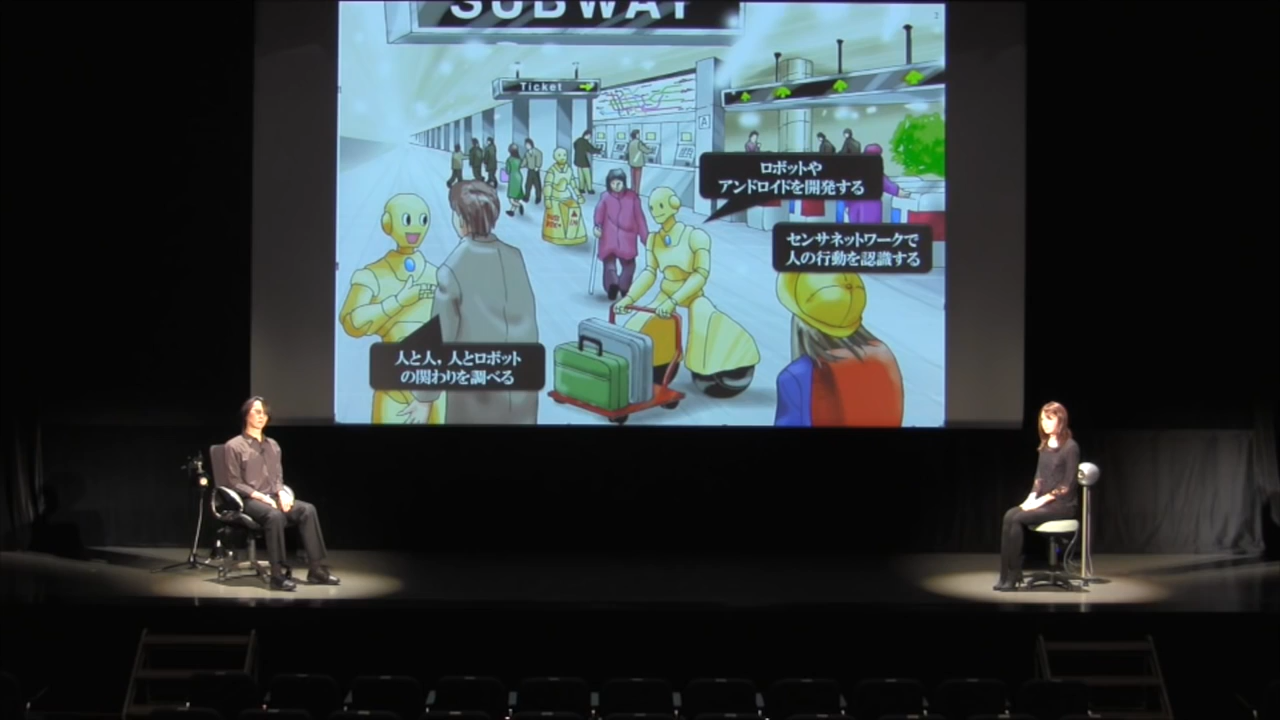 SUBWAY
Ticket
A
ロボットや
アンドロイドを開発する
センサネットワークで
人の行動を認識する
人と人，人とロボット
の関わりを調べる
2